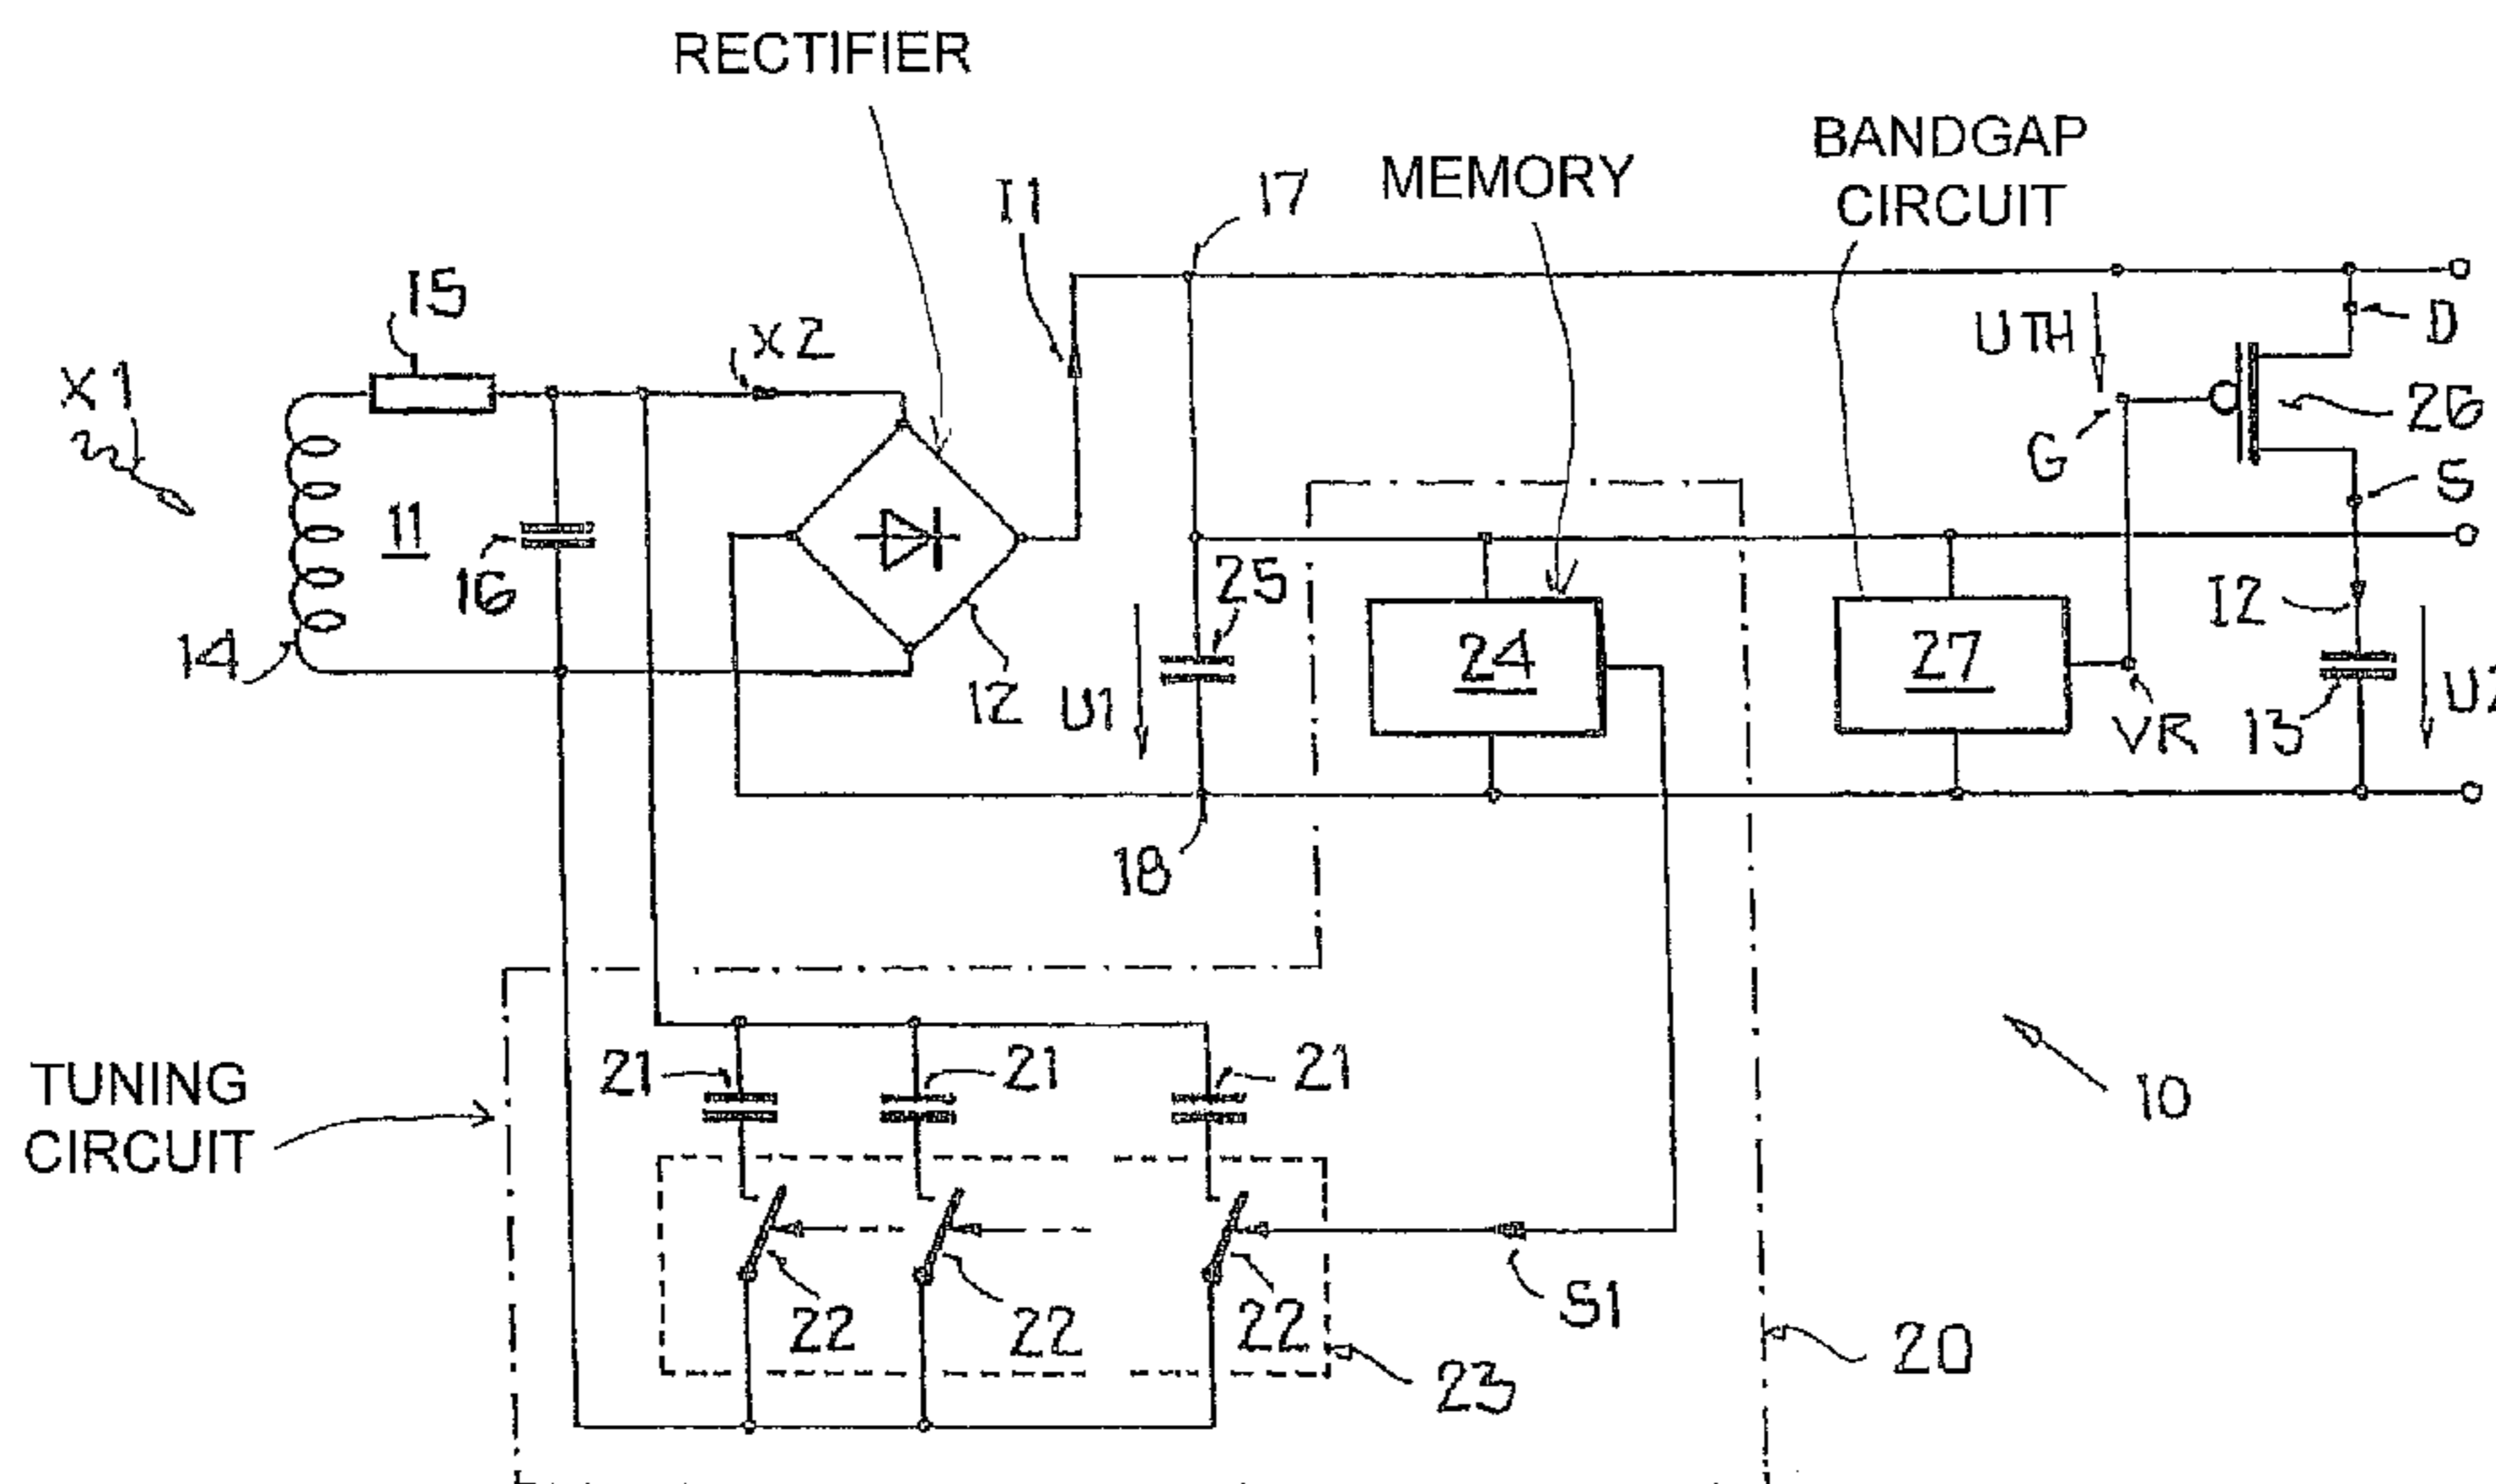 RECTIFIER
BANDGAP
CIRCUIT
MEMORY
I1
17
15
X2
X1
UTH
D
26
G
S
11
16
25
14
12
U1
24
27
I2
VR
13
18
TUNING
CIRCUIT
21
21
21
10
22
22
22
S1
23
20